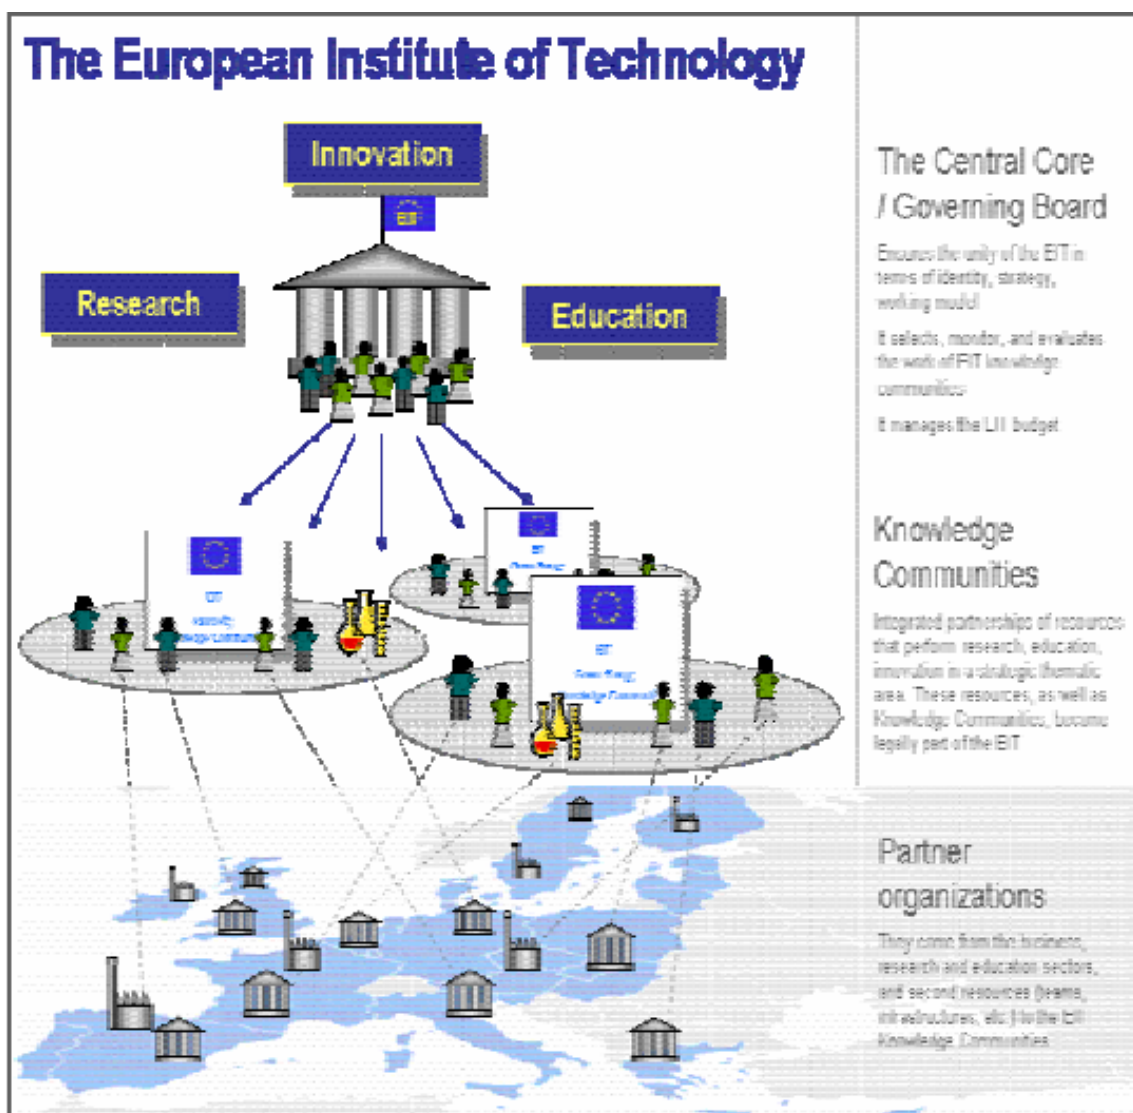 The European Institute of Technology
Innovation
EIT
Research
Education
The Central Core
/ Governing Board
Ensures the unity of the EIT in
terms of identity, strategy,
working model
It selects, monitor, and evaluates
the work of EIT knowledge
communities
It manages the EIT budget
Knowledge
Communities
Integrated partnerships of resources
that perform research, education,
innovation in a strategic thematic
area. These resources, as well as
Knowledge Communities, become
legally part of the EIT
EIT
EIT
EIT
Partner
organizations
They come from the business,
research and education sectors,
and second resources (teams,
infrastructures, etc.) to the EIT
Knowledge Communities